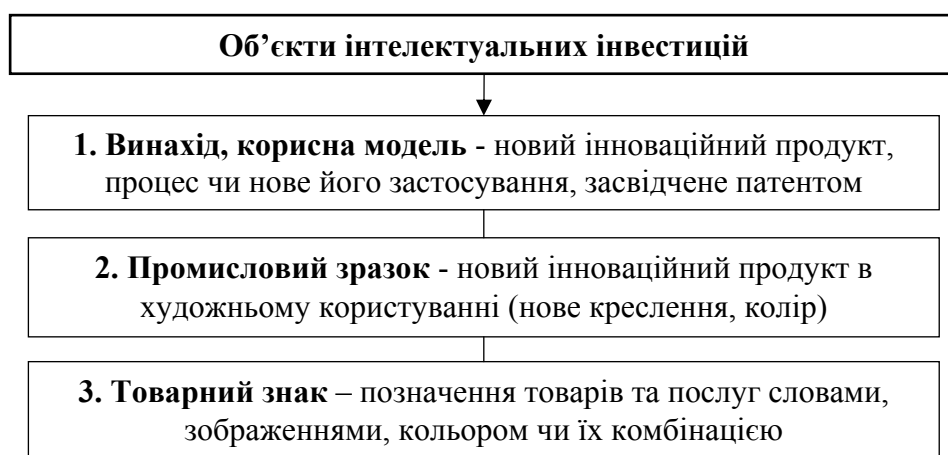 Об’єкти інтелектуальних інвестицій
1. Винахід, корисна модель - новий інноваційний продукт,
процес чи нове його застосування, засвідчене патентом
2. Промисловий зразок - новий інноваційний продукт в
художньому користуванні (нове креслення, колір)
3. Товарний знак – позначення товарів та послуг словами,
зображеннями, кольором чи їх комбінацією